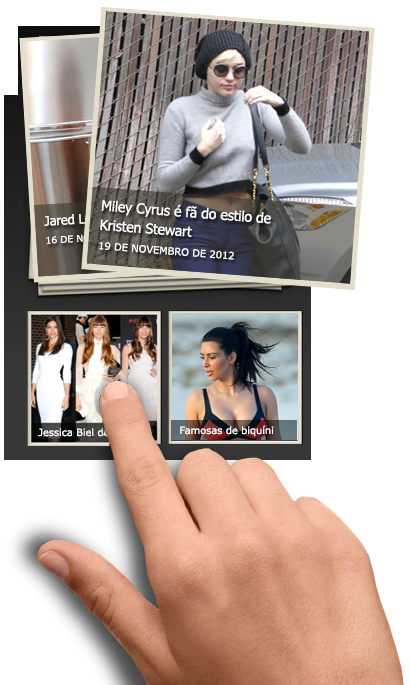 Jared L
16 DE N
Miley Cyrus é fã do estilo de
Kristen Stewart
19 DE NOVEMBRO DE 2012
Jessica Biel de
Famosas de biquíni